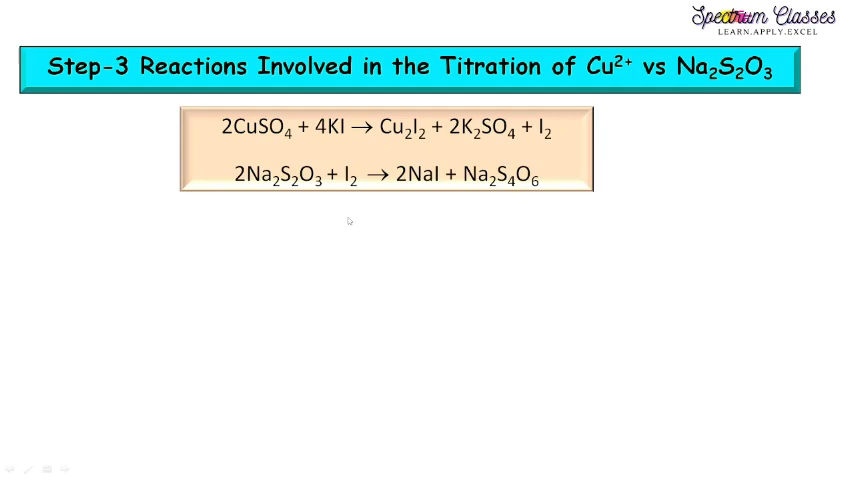 Spectrum Classes
LEARN.APPLY.EXCEL
Step-3 Reactions Involved in the Titration of Cu²⁺ vs Na₂S₂O₃
2CuSO₄ + 4KI → Cu₂I₂ + 2K₂SO₄ + I₂
2Na₂S₂O₃ + I₂ → 2NaI + Na₂S₄O₆